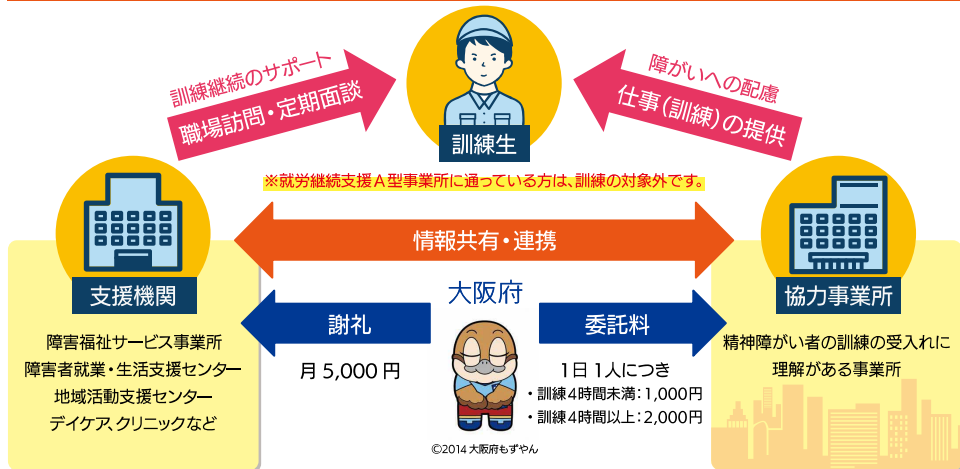 訓練継続のサポート
職場訪問・定期面談
訓練生
障がいへの配慮
仕事(訓練)の提供
※就労継続支援A型事業所に通っている方は、訓練の対象外です。
情報共有・連携
支援機関
障害福祉サービス事業所
障害者就業・生活支援センター
地域活動支援センター
デイケア、クリニックなど
大阪府
謝礼
月5,000円
委託料
1日1人につき
・訓練4時間未満:1,000円
・訓練4時間以上:2,000円
©2014 大阪府もずやん
協力事業所
精神障がい者の訓練の受入れに
理解がある事業所